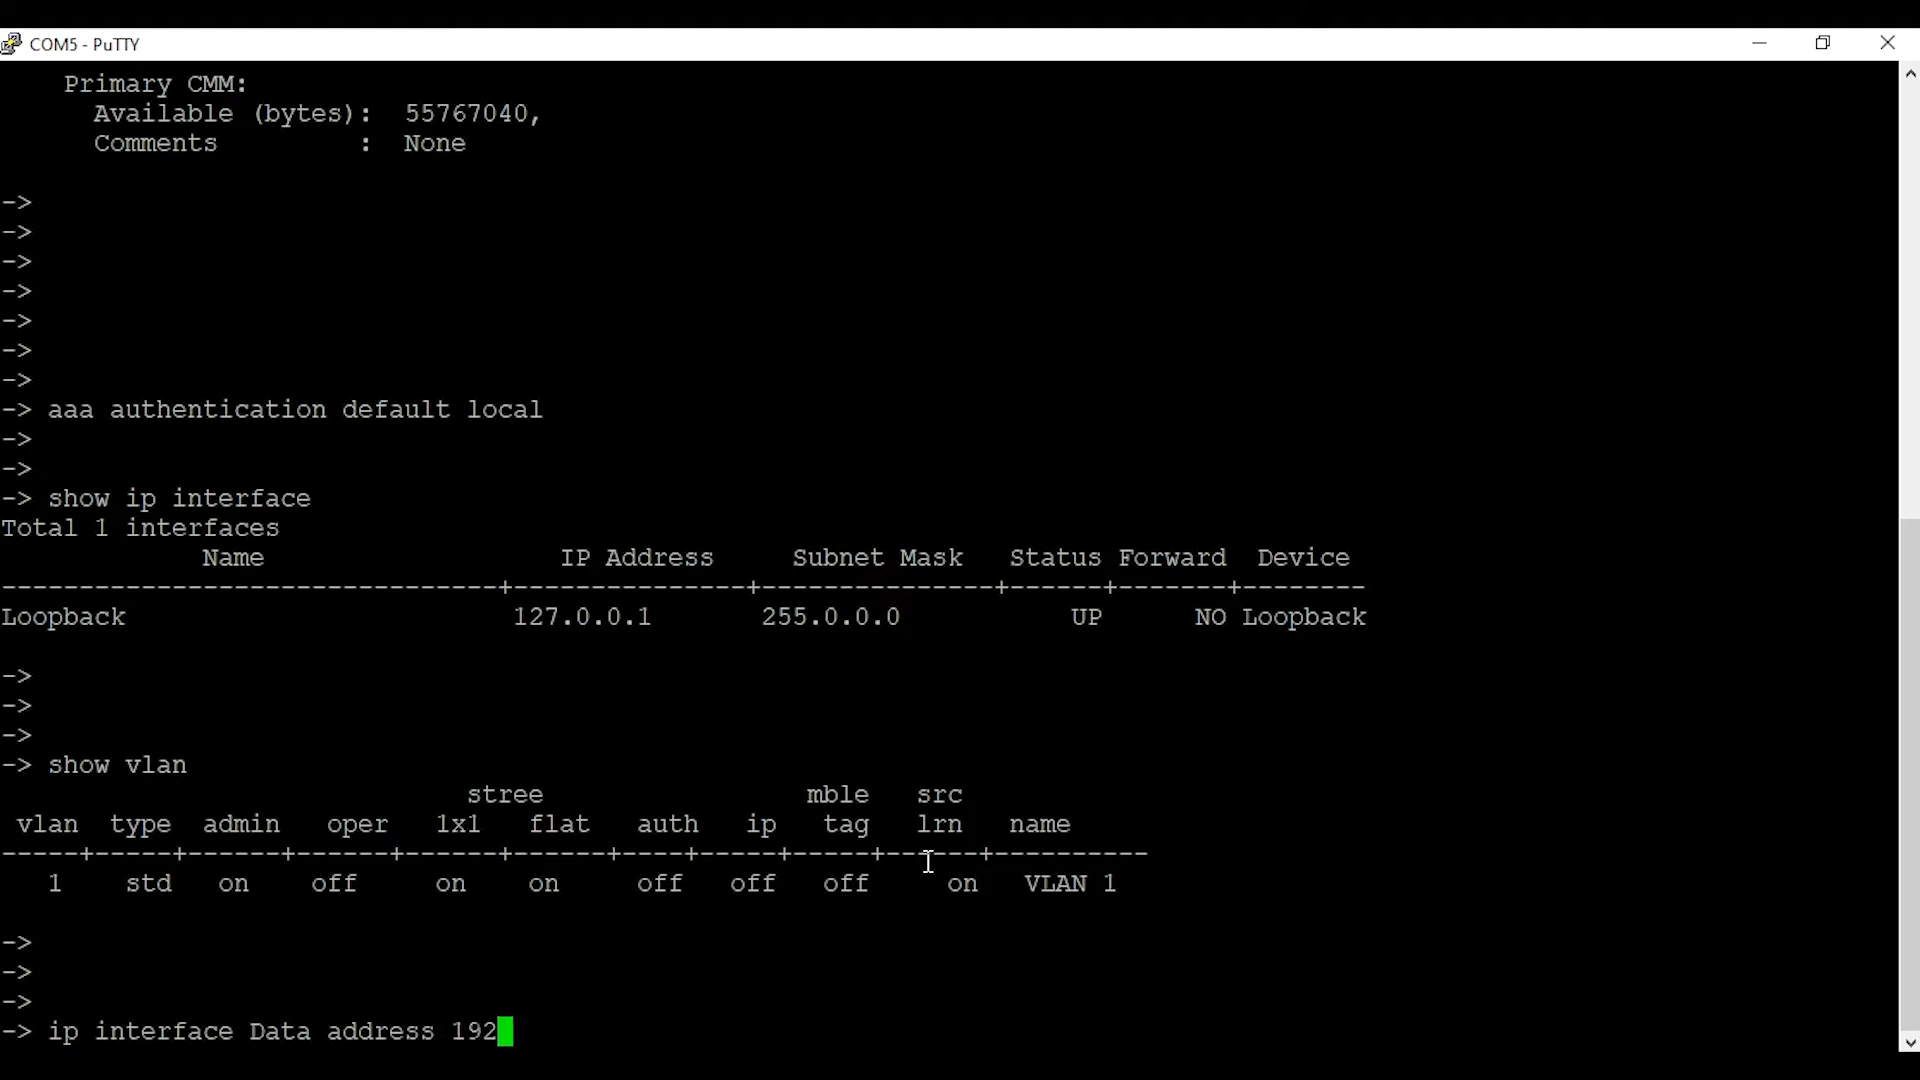 COM5 - PuTTY
Primary CMM:
Available (bytes):  55767040,
Comments         :  None
->
->
->
->
->
->
->
-> aaa authentication default local
->
->
-> show ip interface
Total 1 interfaces
Name                   IP Address     Subnet Mask   Status Forward  Device
--------------------------------+---------------+---------------+------+-------+--------
Loopback                         127.0.0.1       255.0.0.0           UP      NO Loopback
->
->
->
-> show vlan
stree                 mble   src
vlan  type  admin   oper   1x1   flat   auth   ip   tag   lrn   name
-----+-----+------+------+------+------+----+-----+-----+------+----------
1    std   on     off     on    on     off   off   off     on   VLAN 1
->
->
->
-> ip interface Data address 192